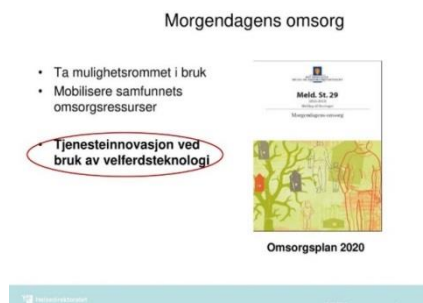 Morgendagens omsorg
• Ta mulighetsrommet i bruk
• Mobilisere samfunnets
omsorgsressurser
• Tjenesteinnovasjon ved
bruk av velferdsteknologi
Meld. St. 29
Morgendagens omsorg
Omsorgsplan 2020